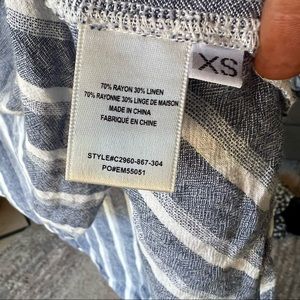 XS
70% RAYON 30% LINEN
70% RAYONNE 30% LINGE DE MAISON
MADE IN CHINA
FABRIQUÉ EN CHINE
STYLE#C2960-867-304
PO#EM55051